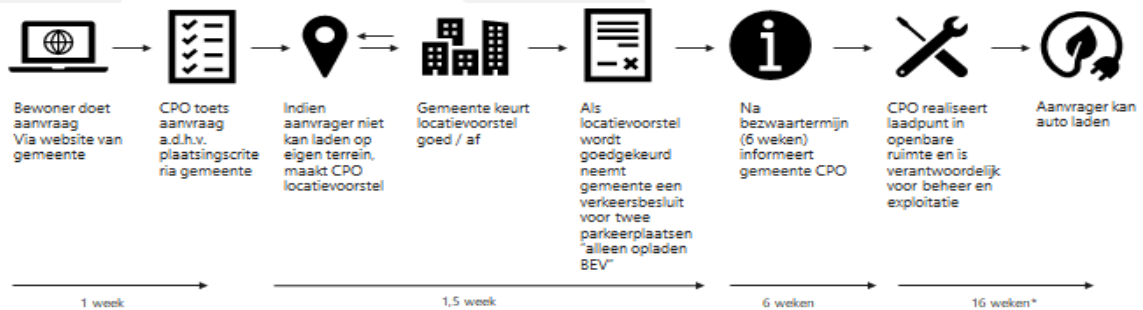 Bewoner doet
aanvraag
Via website van
gemeente
CPO toets
aanvraag
a.d.h.v.
plaatsingscrite
ria gemeente
Indien
aanvrager niet
kan laden op
eigen terrein,
maakt CPO
locatievoorstel
Gemeente keurt
locatievoorstel
goed / af
Als
locatievoorstel
wordt
goedgekeurd
neemt
gemeente een
verkeersbesluit
voor twee
parkeerplaatsen
"alleen opladen
BEV"
Na
bezwaartermijn
(6 weken)
informeert
gemeente CPO
CPO realiseert
laadpunt in
openbare
ruimte en is
verantwoordelijk
voor beheer en
exploitatie
Aanvrager kan
auto laden
1 week
1,5 week
6 weken
16 weken*